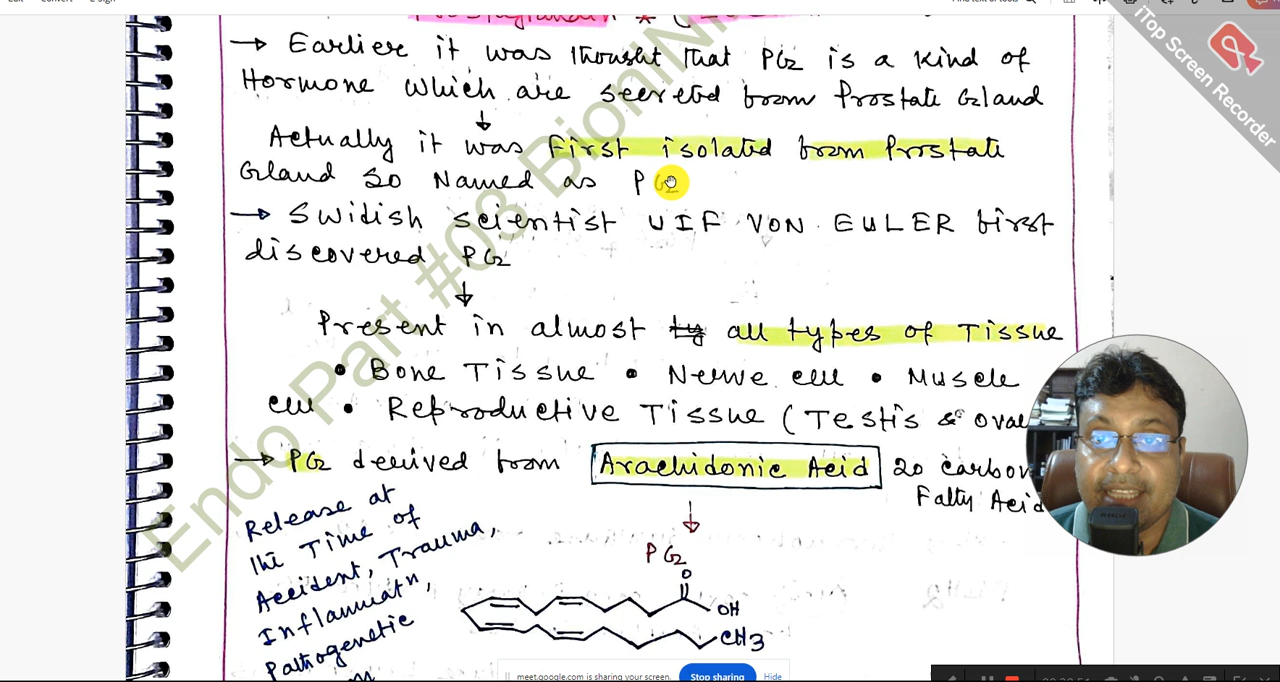 → Earlier it was thought that PG is a kind of
Hormone which are secreted from Prostate Gland
↓
Actually it was first isolated from Prostate
Gland so Named as PG
→ Swidish scientist UlF VON EULER first
discovered PG
↓
Present in almost ty all types of Tissue
• Bone Tissue • Nerve cell • Muscle
cell • Reproductive Tissue (Testis &
→ PG derived from Arachidonic Acid 20 carbon
Fatty Acid
Release at
the Time of
Accident, Trauma,
Inflammatn,
Pathogenetic
↓
PG
O
OH
CH3
Endo Part #03
iTop Screen Recorder
meet.google.com is sharing your screen.
Stop sharing
Hide